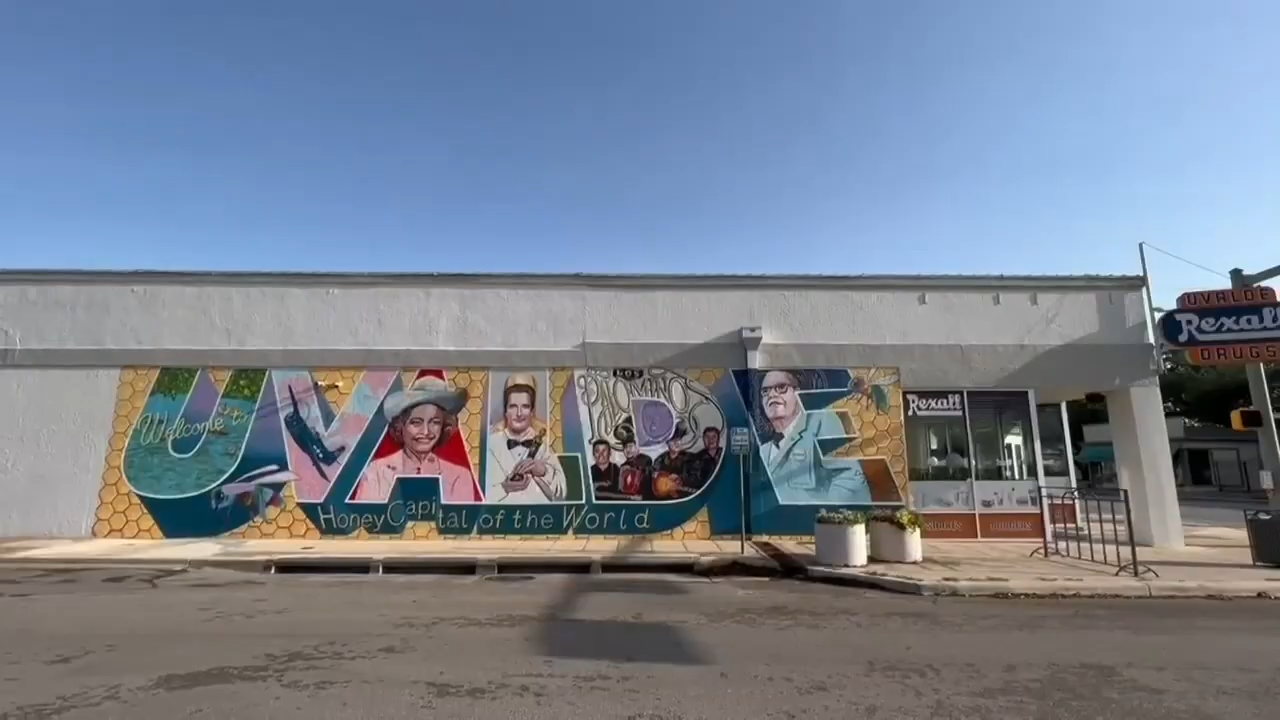 Welcome to
UVALDE
LOS
PALOMINOS
Honey Capital of the World
Rexall
UVALDE
Rexall
DRUGS